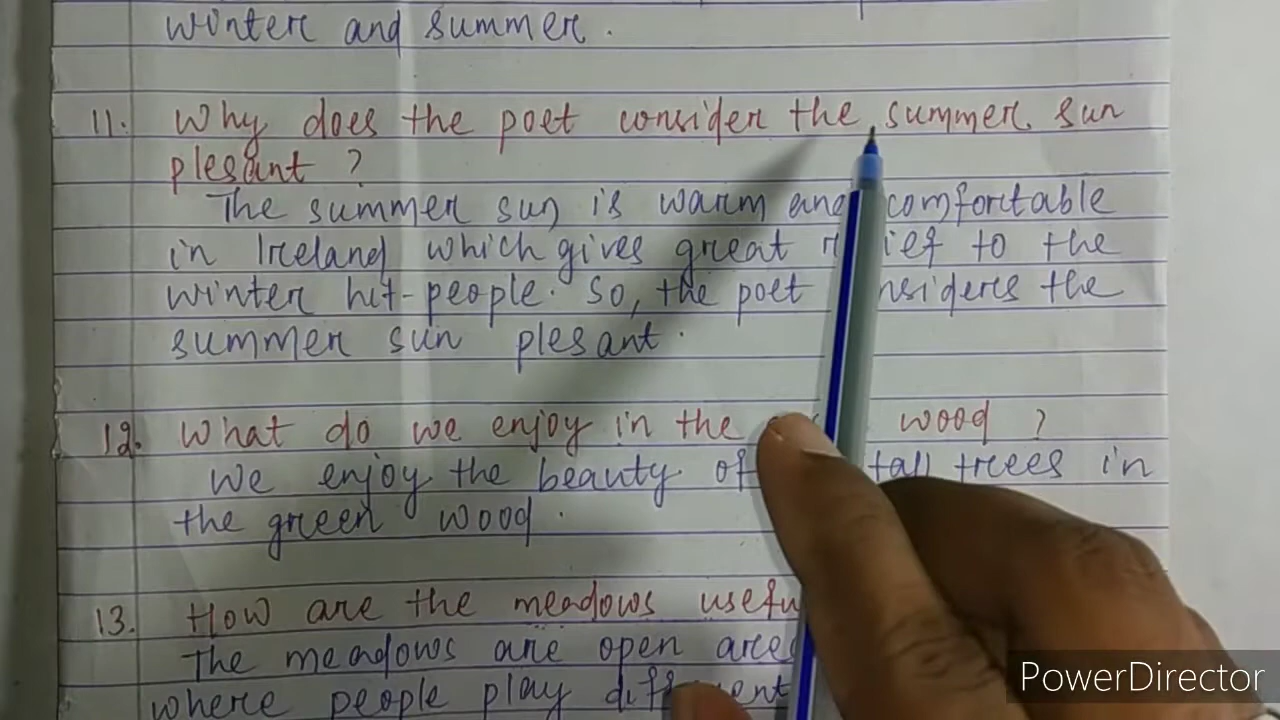 winter and summer.
11. Why does the poet consider the summer sun
plesant ?
The summer sun is warm and comfortable
in Ireland which gives great to the
winter hit-people. So, the poet the
summer sun plesant.
12. What do we enjoy in the wood ?
We enjoy the beauty of tall trees in
the green wood.
13. How are the meadows
The meadows are open
where people play
PowerDirector